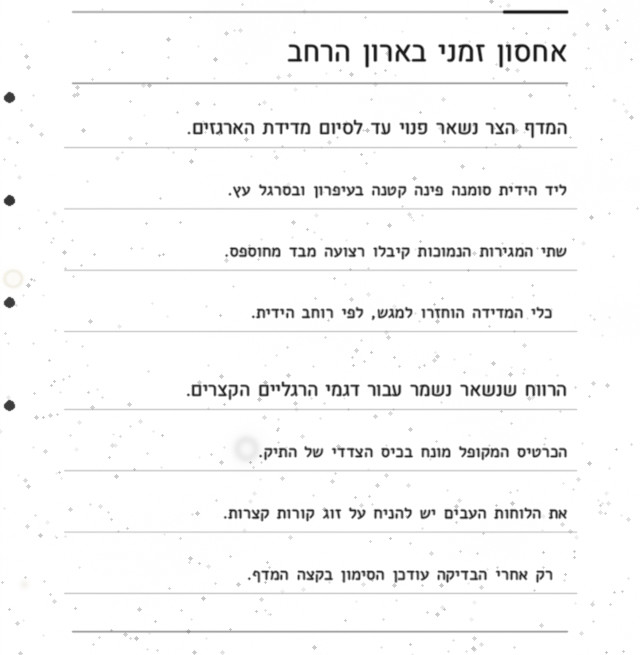 אחסון זמני בארון הרחב
המדף הצר נשאר פנוי עד לסיום מדידת הארגזים.
ליד הידית סומנה פינה קטנה בעיפרון ובסרגל עץ.
שתי המגירות הנמוכות קיבלו רצועה מבד מחוספס.
כלי המדידה הוחזרו למגש, לפי רוחב הידית.
הרווח שנשאר נשמר עבור דגמי הרגליים הקצרים.
הכרטיס המקופל מונח בכיס הצדדי של התיק.
את הלוחות העבים יש להניח על זוג קורות קצרות.
רק אחרי הבדיקה עודכן הסימון בקצה המדף.